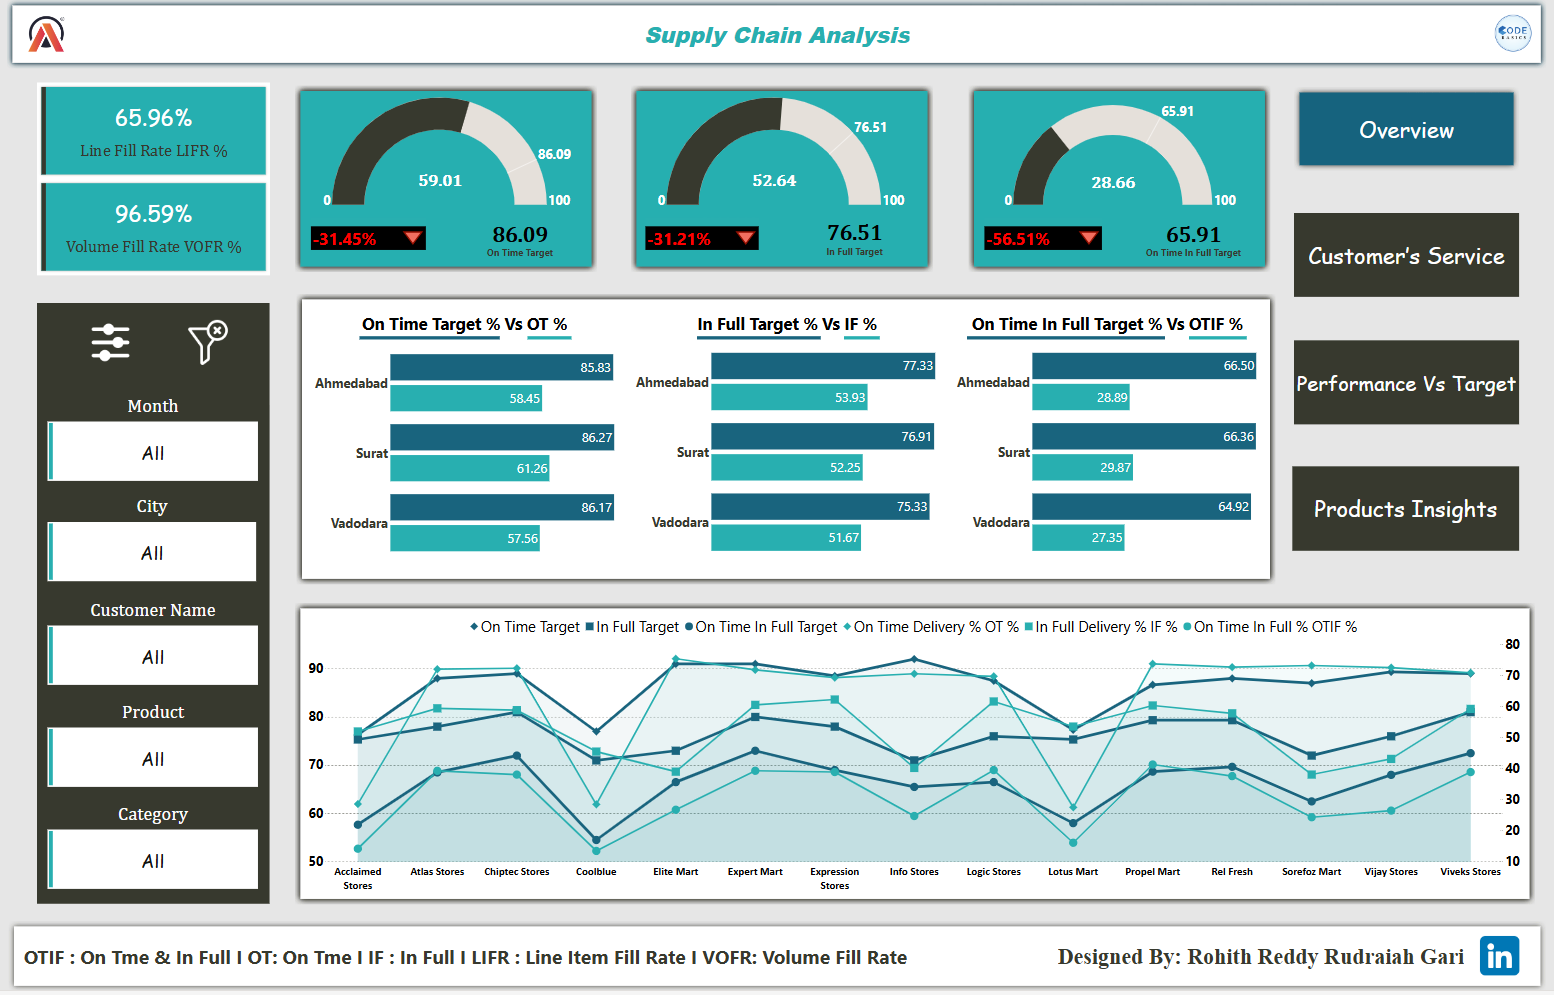 Supply Chain Analysis
CODE
BASICS
65.96%
Line Fill Rate LIFR %
96.59%
Volume Fill Rate VOFR %
86.09
59.01
0
100
-31.45%
86.09
On Time Target
76.51
52.64
0
100
-31.21%
76.51
In Full Target
65.91
28.66
0
100
-56.51%
65.91
On Time In Full Target
Overview
Customer's Service
Performance Vs Target
Products Insights
Month
All
City
All
Customer Name
All
Product
All
Category
All
On Time Target % Vs OT %
Ahmedabad
85.83
58.45
Surat
86.27
61.26
Vadodara
86.17
57.56
In Full Target % Vs IF %
Ahmedabad
77.33
53.93
Surat
76.91
52.25
Vadodara
75.33
51.67
On Time In Full Target % Vs OTIF %
Ahmedabad
66.50
28.89
Surat
66.36
29.87
Vadodara
64.92
27.35
On Time Target In Full Target On Time In Full Target On Time Delivery % OT % In Full Delivery % IF % On Time In Full % OTIF %
90
80
70
60
50
80
70
60
50
40
30
20
10
Acclaimed Stores
Atlas Stores
Chiptec Stores
Coolblue
Elite Mart
Expert Mart
Expression Stores
Info Stores
Logic Stores
Lotus Mart
Propel Mart
Rel Fresh
Sorefoz Mart
Vijay Stores
Viveks Stores
OTIF : On Tme & In Full I OT: On Tme I IF : In Full I LIFR : Line Item Fill Rate I VOFR: Volume Fill Rate
Designed By: Rohith Reddy Rudraiah Gari
in